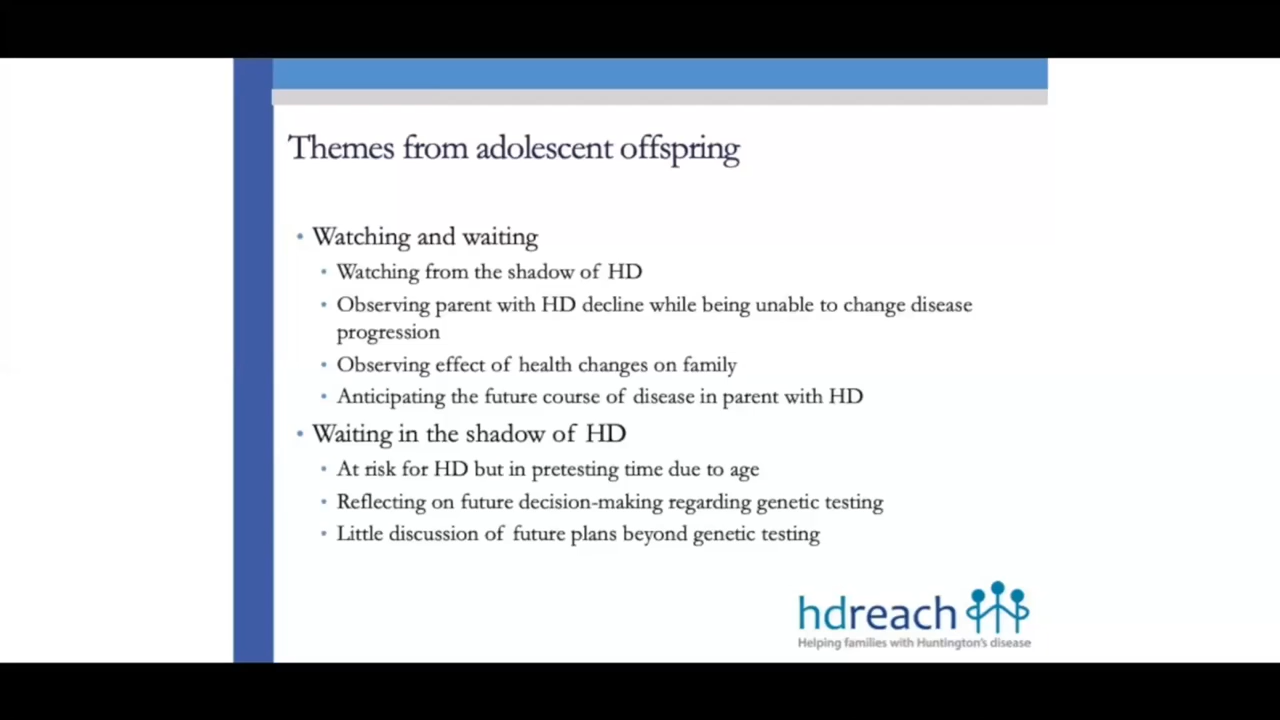 Themes from adolescent offspring
• Watching and waiting
• Watching from the shadow of HD
• Observing parent with HD decline while being unable to change disease
progression
• Observing effect of health changes on family
• Anticipating the future course of disease in parent with HD
• Waiting in the shadow of HD
• At risk for HD but in pretesting time due to age
• Reflecting on future decision-making regarding genetic testing
• Little discussion of future plans beyond genetic testing
hdreach
Helping families with Huntington's disease